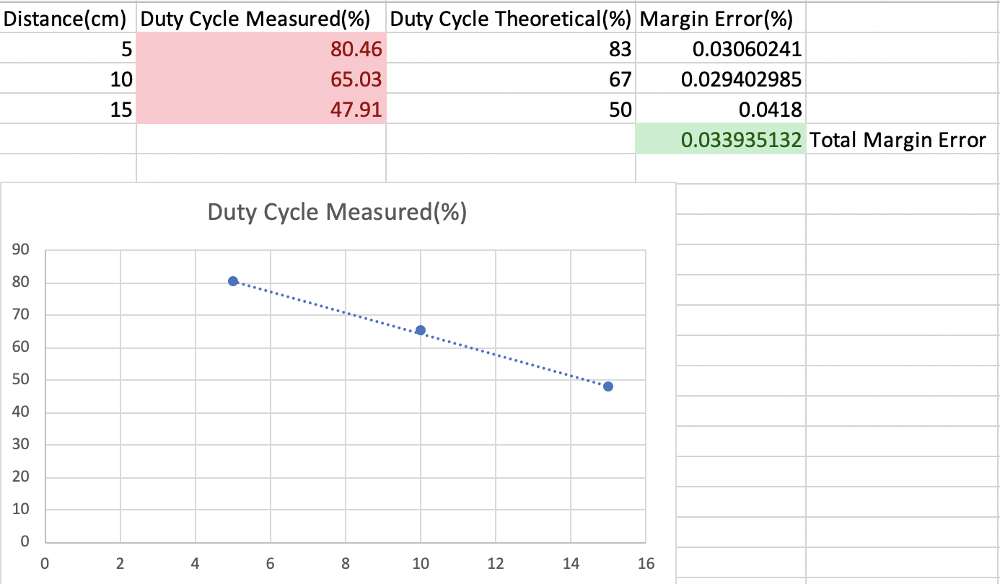 Distance(cm) Duty Cycle Measured(%) Duty Cycle Theoretical(%) Margin Error(%)
5 80.46 83 0.03060241
10 65.03 67 0.029402985
15 47.91 50 0.0418
0.033935132 Total Margin Error
Duty Cycle Measured(%)
90
80
70
60
50
40
30
20
10
0
0 2 4 6 8 10 12 14 16